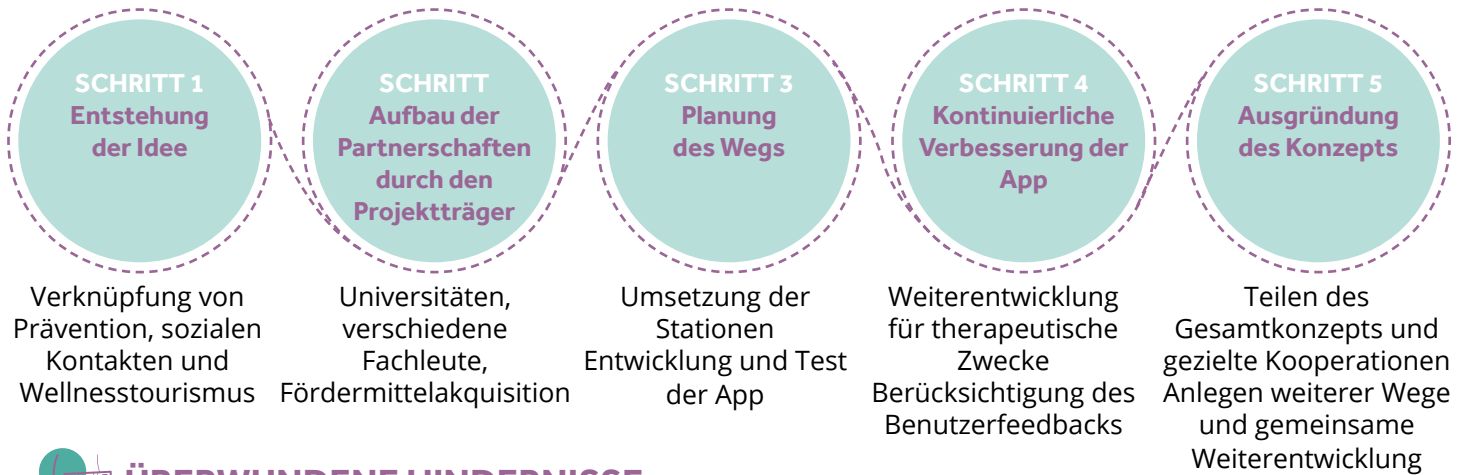 SCHRITT 1
Entstehung
der Idee
Verknüpfung von
Prävention, sozialen
Kontakten und
Wellnesstourismus
SCHRITT
Aufbau der
Partnerschaften
durch den
Projektträger
Universitäten,
verschiedene
Fachleute,
Fördermittelakquisition
SCHRITT 3
Planung
des Wegs
Umsetzung der
Stationen
Entwicklung und Test
der App
SCHRITT 4
Kontinuierliche
Verbesserung der
App
Weiterentwicklung
für therapeutische
Zwecke
Berücksichtigung des
Benutzerfeedbacks
SCHRITT 5
Ausgründung
des Konzepts
Teilen des
Gesamtkonzepts und
gezielte Kooperationen
Anlegen weiterer Wege
und gemeinsame
Weiterentwicklung
ÜBERWUNDENE HINDERNISSE